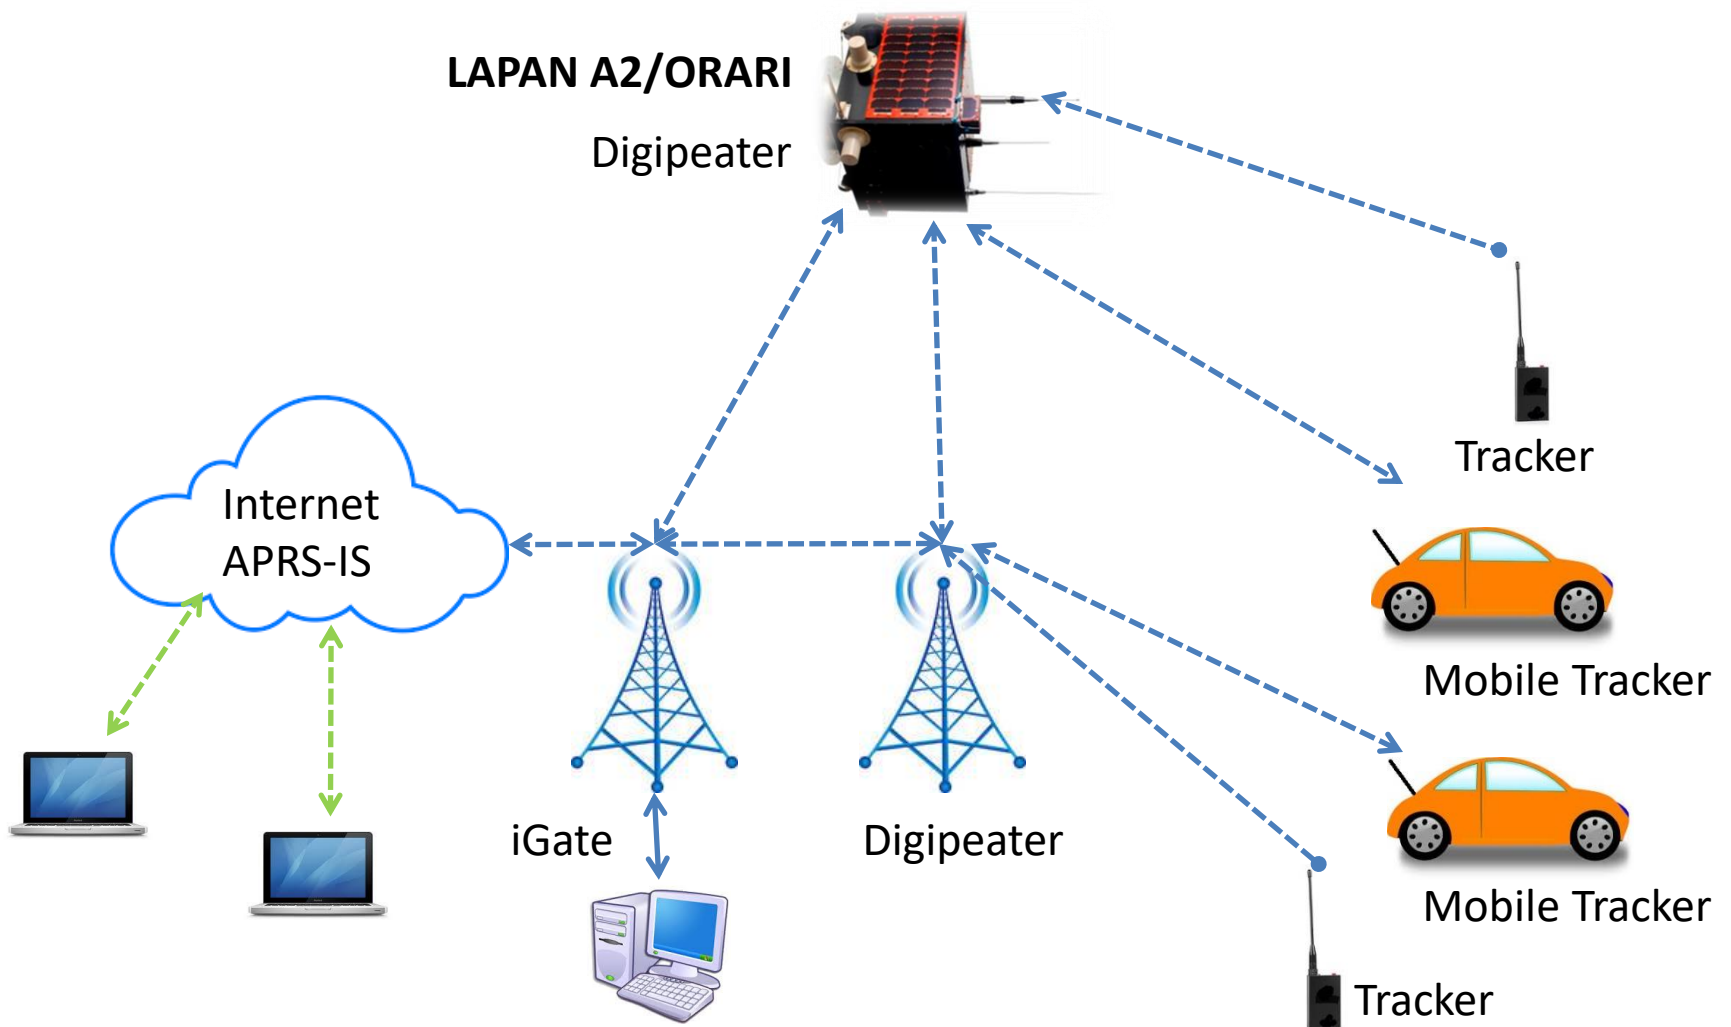 LAPAN A2/ORARI
Digipeater
Tracker
Internet
APRS-IS
Mobile Tracker
iGate
Digipeater
Mobile Tracker
Tracker